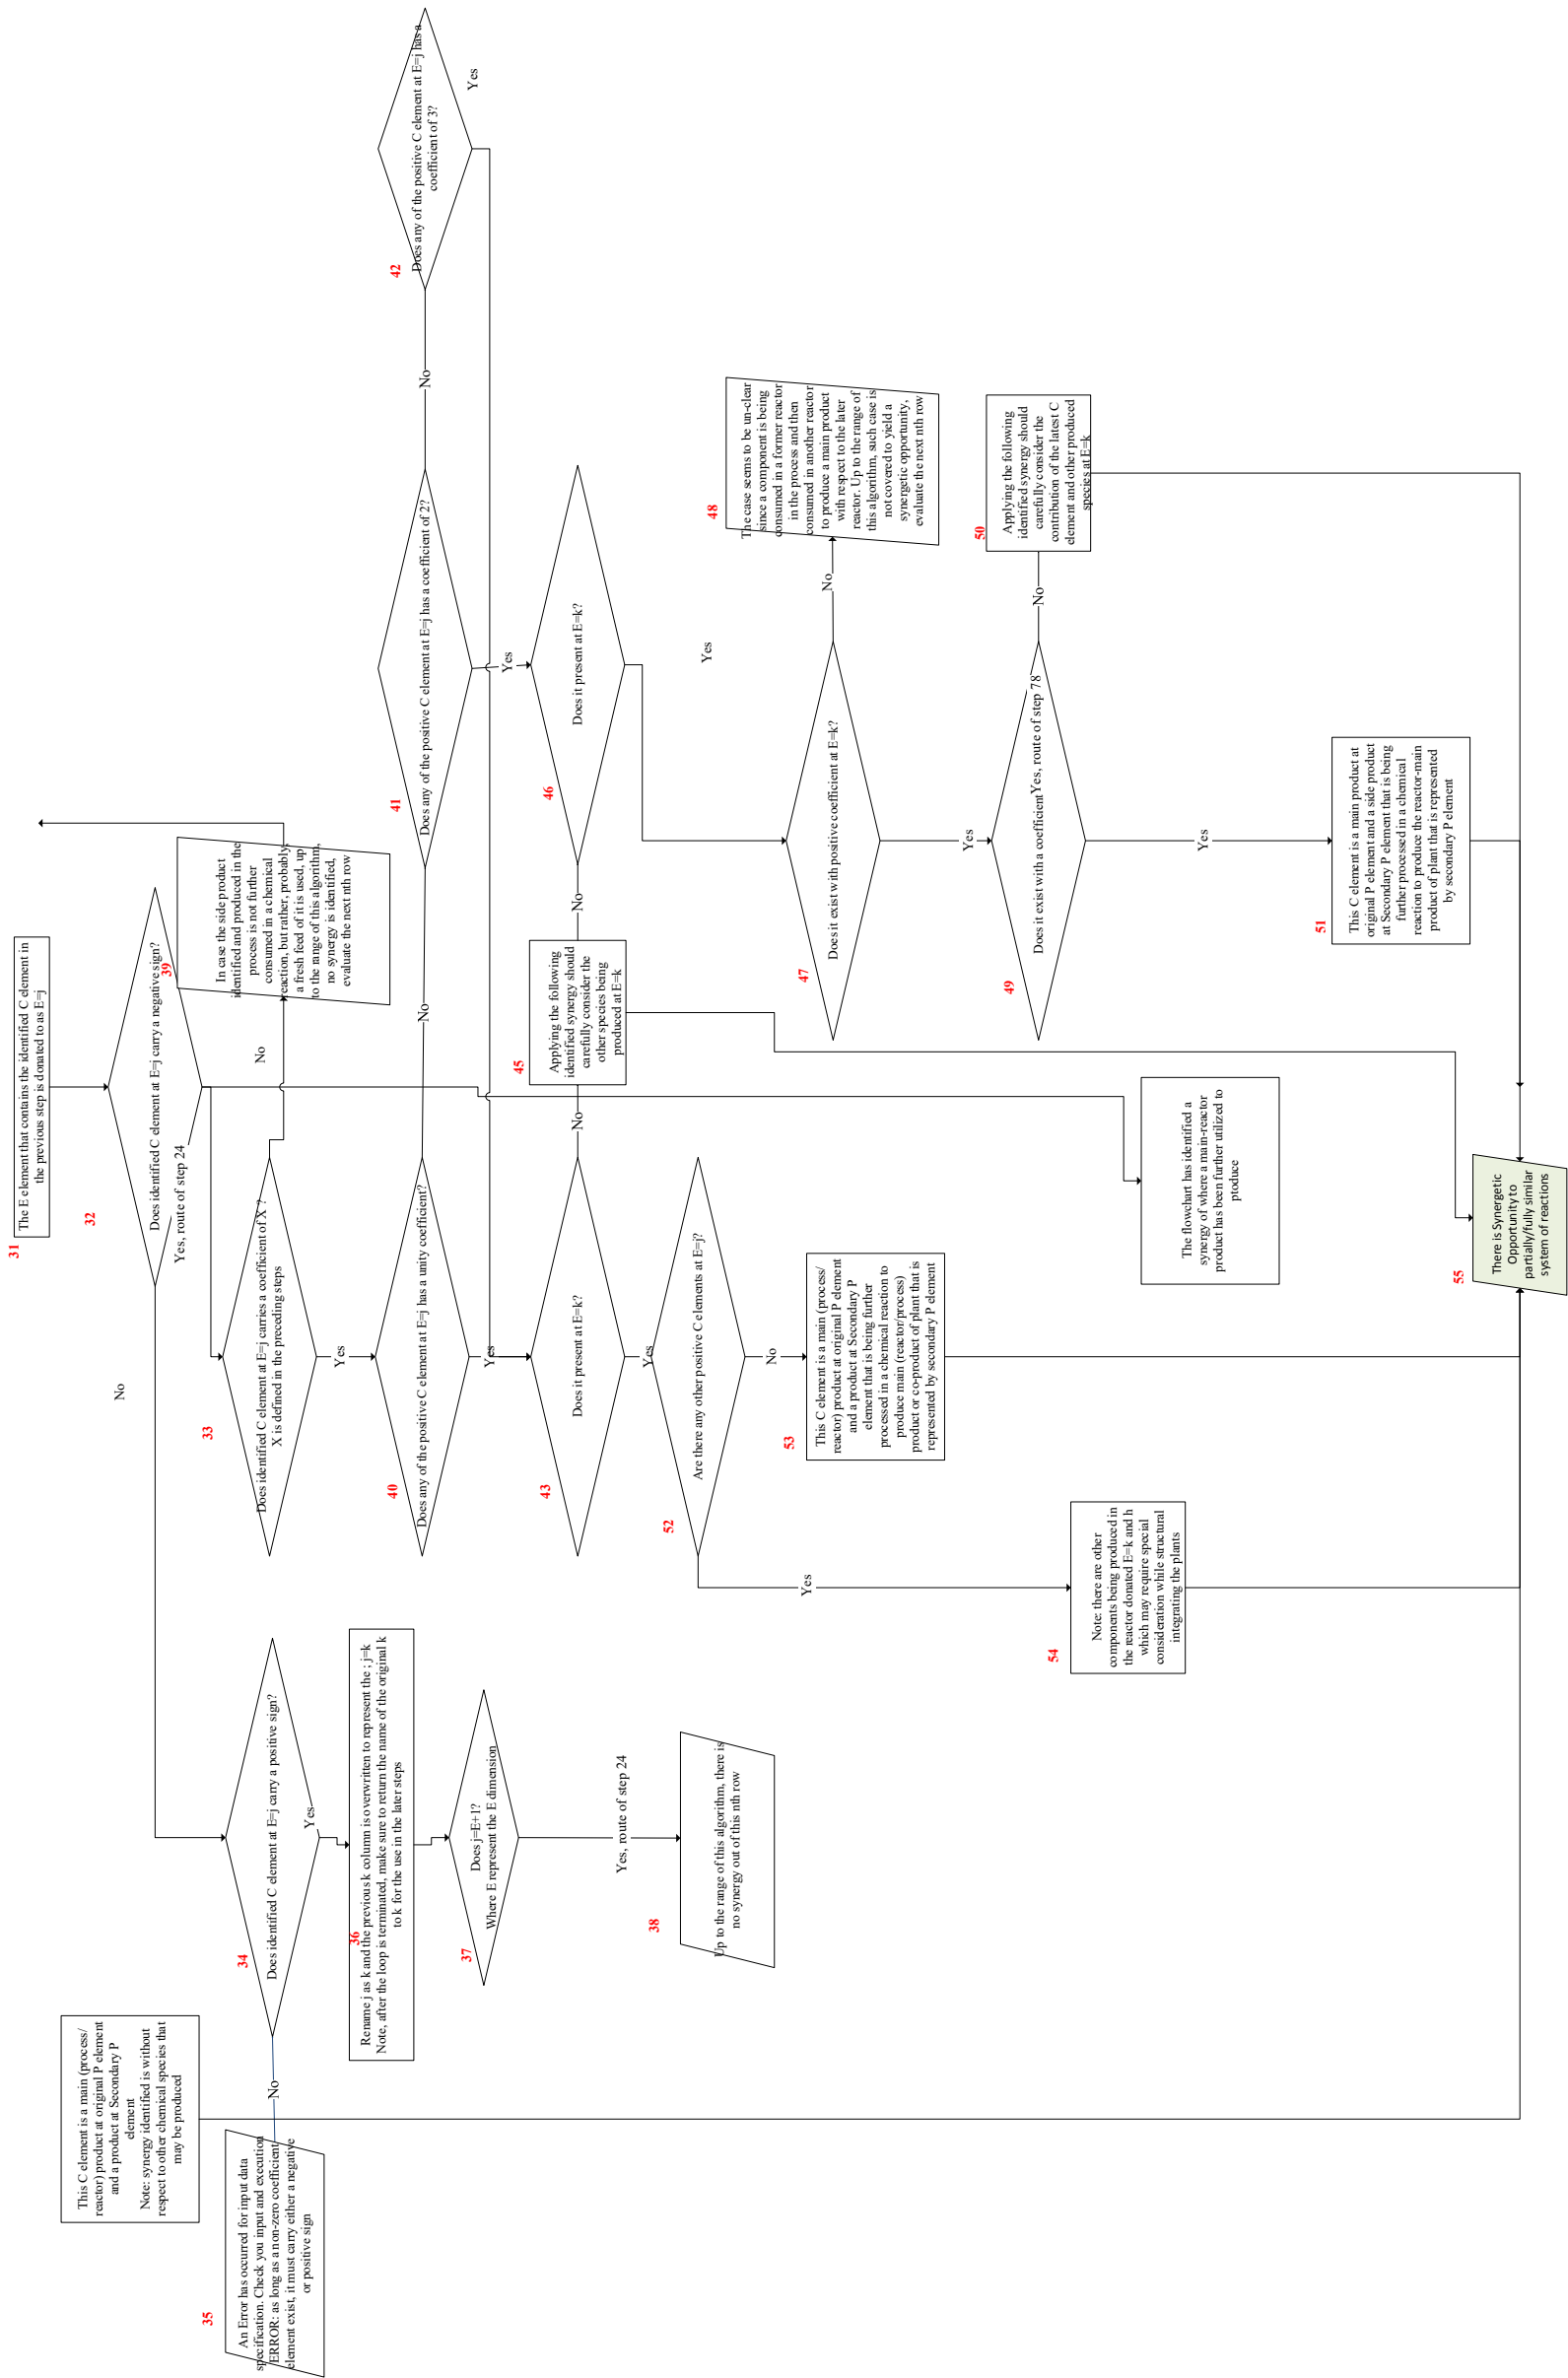 31
The E element that contains the identified C element in
the previous step is donated to as E=j
32
Does identified C element at E=j carry a negative sign?
Yes, route of step 24
No
33
Does identified C element at E=j carries a coefficient of X ?
X is defined in the preceding steps
No
39
In case the side product
identified and produced in the
process is not further
consumed in a chemical
reaction, but rather, probably,
a fresh feed of it is used, up
to the range of this algorithm,
no synergy is identified,
evaluate the next nth row
Yes
34
Does identified C element at E=j carry a positive sign?
Yes
No
35
An Error has occurred for input data
specification. Check you input and execution
ERROR: as long as a non-zero coefficient
element exist, it must carry either a negative
or positive sign
This C element is a main (process/
reactor) product at original P element
and a product at Secondary P
element
Note: synergy identified is without
respect to other chemical species that
may be produced
36
Rename j as k and the previous k column is overwritten to represent the ; j=k
Note, after the loop is terminated, make sure to return the name of the original k
to k for the use in the later steps
37
Does j=E+1?
Where E represent the E dimension
Yes, route of step 24
38
Up to the range of this algorithm, there is
no synergy out of this nth row
40
Does any of the positive C element at E=j has a unity coefficient?
No
Yes
41
Does any of the positive C element at E=j has a coefficient of 2?
No
Yes
42
Does any of the positive C element at E=j has a
coefficient of 3?
Yes
43
Does it present at E=k?
No
Yes
45
Applying the following
identified synergy should
carefully consider the
other species being
produced at E=k
No
46
Does it present at E=k?
Yes
47
Does it exist with positive coefficient at E=k?
No
Yes
48
The case seems to be un-clear
since a component is being
consumed in a former reactor
in the process and then
consumed in another reactor
to produce a main product
with respect to the later
reactor. Up to the range of
this algorithm, such case is
not covered to yield a
synergetic opportunity,
evaluate the next nth row
49
Does it exist with a coefficient
Yes, route of step 78
No
Yes
50
Applying the following
identified synergy should
carefully consider the
contribution of the latest C
element and other produced
species at E=k
51
This C element is a main product at
original P element and a side product
at Secondary P element that is being
further processed in a chemical
reaction to produce the reactor-main
product of plant that is represented
by secondary P element
52
Are there any other positive C elements at E=j?
No
Yes
53
This C element is a main (process/
reactor) product at original P element
and a product at Secondary P
element that is being further
processed in a chemical reaction to
produce main (reactor/process)
product or co-product of plant that is
represented by secondary P element
54
Note: there are other
components being produced in
the reactor donated E=k and h
which may require special
consideration while structural
integrating the plants
The flowchart has identified a
synergy of where a main-reactor
product has been further utilized to
ptoduce
55
There is Synergetic
Opportunity to
partially/fully similar
system of reactions